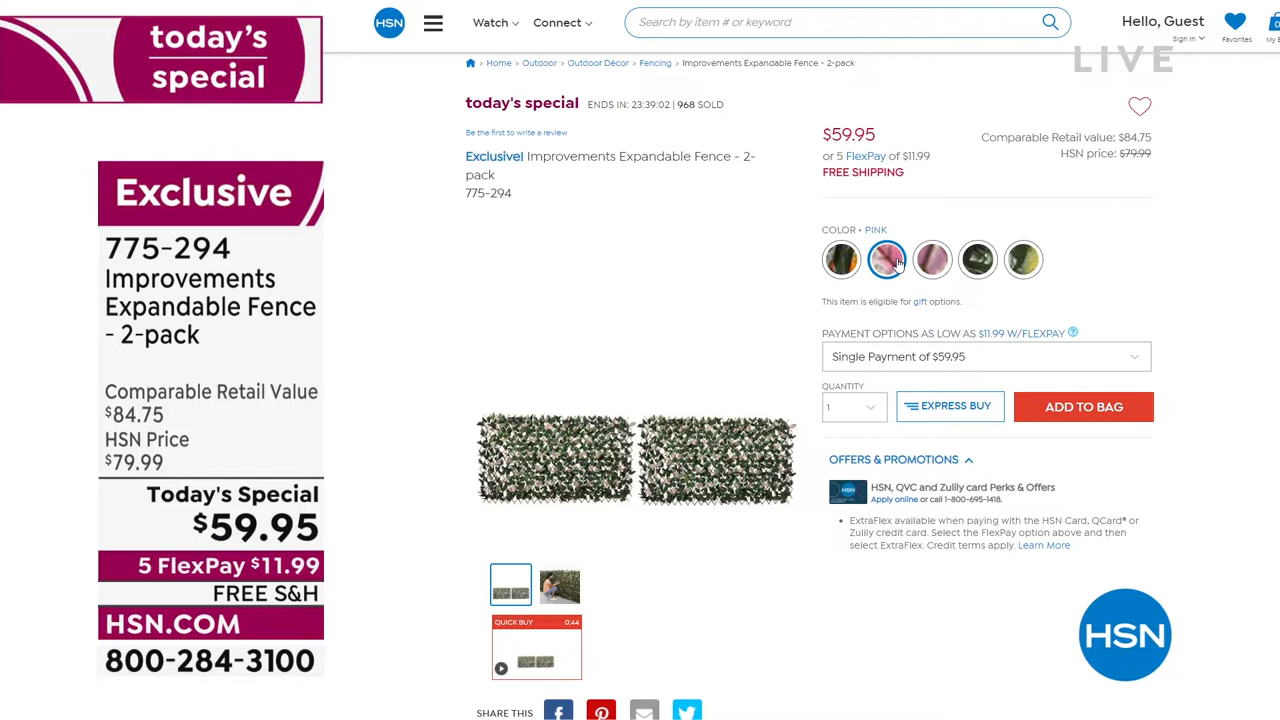 today's
special
Exclusive
775-294
Improvements
Expandable Fence
- 2-pack
Comparable Retail Value
$84.75
HSN Price
$79.99
Today's Special
$59.95
5 FlexPay $11.99
FREE S&H
HSN.COM
800-284-3100
HSN
Watch
Connect
Search by item # or keyword
Hello, Guest
Sign In
Favorites
LIVE
Home > Outdoor > Outdoor Décor > Fencing > Improvements Expandable Fence - 2-pack
today's special ENDS IN: 23:39:02 | 968 SOLD
Be the first to write a review
Exclusive! Improvements Expandable Fence - 2-
pack
775-294
$59.95
or 5 FlexPay of $11.99
FREE SHIPPING
Comparable Retail value: $84.75
HSN price: $79.99
COLOR • PINK
This item is eligible for gift options.
PAYMENT OPTIONS AS LOW AS $11.99 W/FLEXPAY ?
Single Payment of $59.95
QUANTITY
1
EXPRESS BUY
ADD TO BAG
OFFERS & PROMOTIONS
HSN, QVC and Zulily card Perks & Offers
Apply online or call 1-800-695-1418.
• ExtraFlex available when paying with the HSN Card, QCard® or
Zulily credit card. Select the FlexPay option above and then
select ExtraFlex. Credit terms apply. Learn More
QUICK BUY 0:44
SHARE THIS
HSN